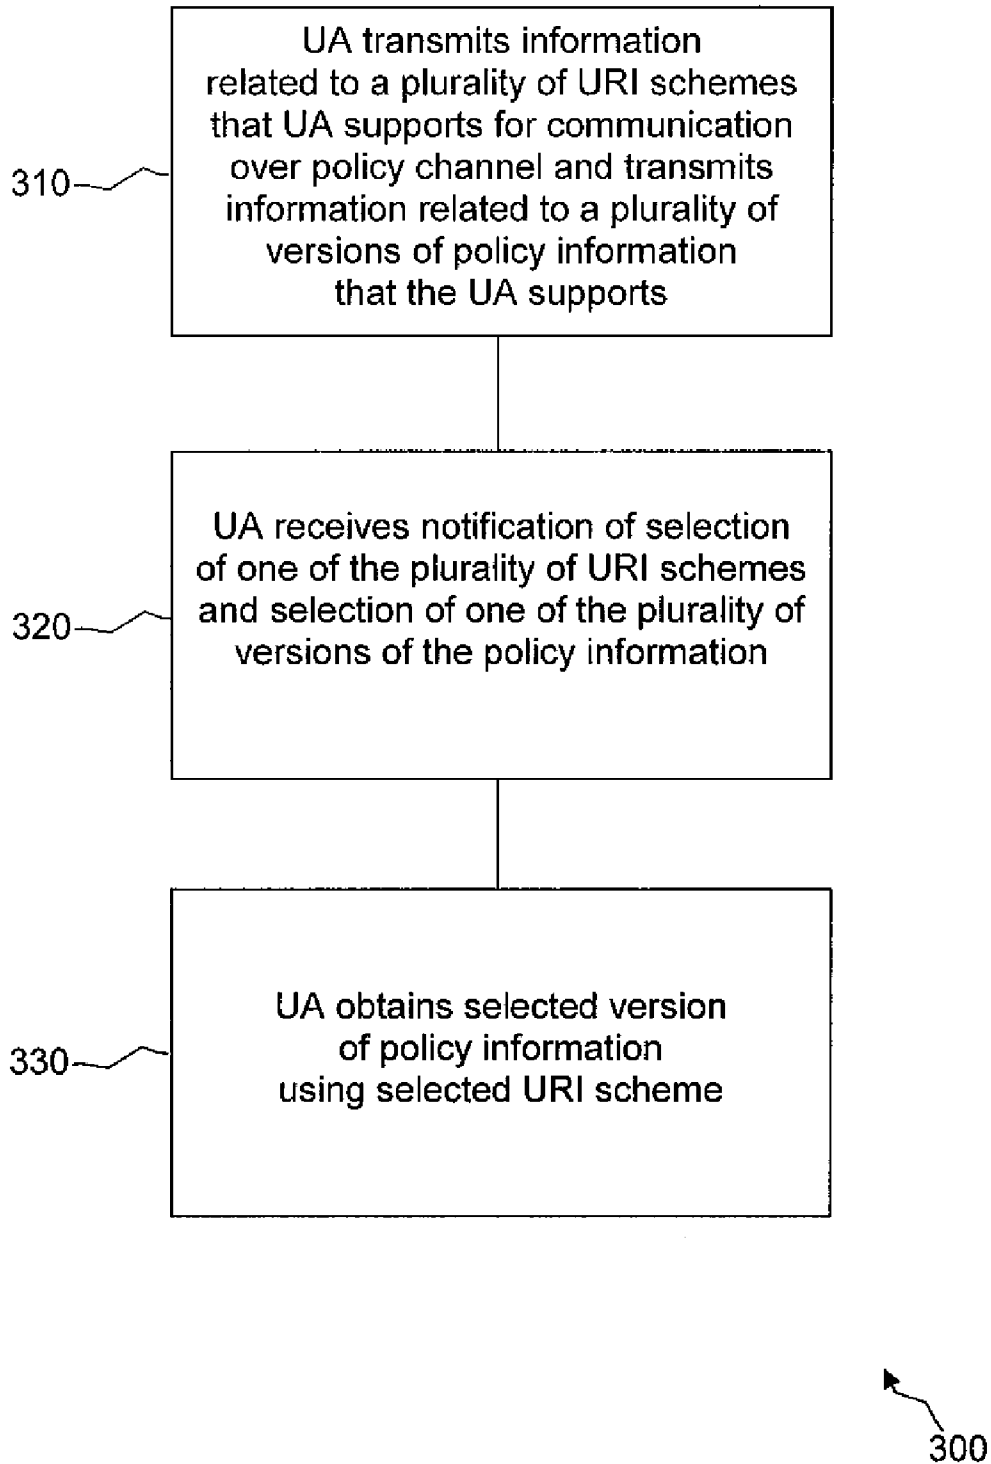 UA transmits information
related to a plurality of URI schemes
that UA supports for communication
over policy channel and transmits
information related to a plurality of
versions of policy information
that the UA supports
310
UA receives notification of selection
of one of the plurality of URI schemes
and selection of one of the plurality of
versions of the policy information
320
UA obtains selected version
of policy information
using selected URI scheme
330
300